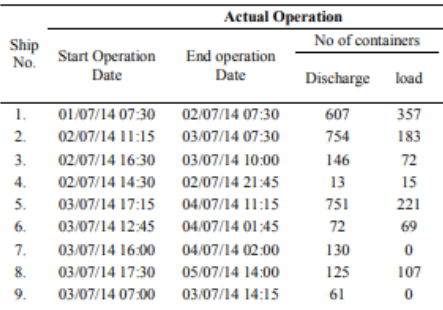 Actual Operation
Ship No. Start Operation Date End operation Date No of containers
Discharge load
1. 01/07/14 07:30 02/07/14 07:30 607 357
2. 02/07/14 11:15 03/07/14 07:30 754 183
3. 02/07/14 16:30 03/07/14 10:00 146 72
4. 02/07/14 14:30 02/07/14 21:45 13 15
5. 03/07/14 17:15 04/07/14 11:15 751 221
6. 03/07/14 12:45 04/07/14 01:45 72 69
7. 03/07/14 16:00 04/07/14 02:00 130 0
8. 03/07/14 17:30 05/07/14 14:00 125 107
9. 03/07/14 07:00 03/07/14 14:15 61 0